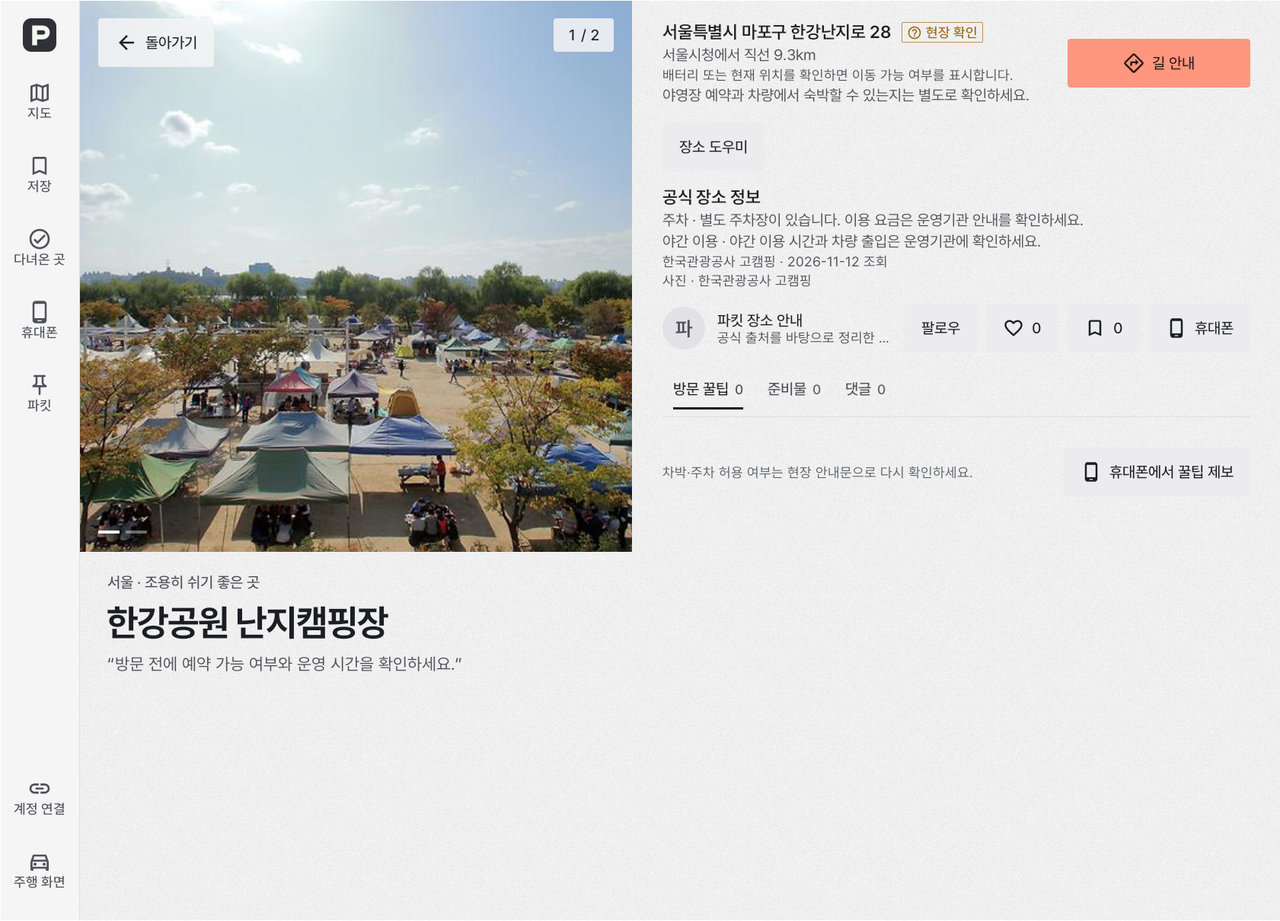 P
지도
저장
다녀온 곳
휴대폰
파킷
계정 연결
주행 화면
돌아가기
1 / 2
서울 · 조용히 쉬기 좋은 곳
한강공원 난지캠핑장
“방문 전에 예약 가능 여부와 운영 시간을 확인하세요.”
서울특별시 마포구 한강난지로 28 현장 확인
서울시청에서 직선 9.3km
배터리 또는 현재 위치를 확인하면 이동 가능 여부를 표시합니다.
야영장 예약과 차량에서 숙박할 수 있는지는 별도로 확인하세요.
길 안내
장소 도우미
공식 장소 정보
주차 · 별도 주차장이 있습니다. 이용 요금은 운영기관 안내를 확인하세요.
야간 이용 · 야간 이용 시간과 차량 출입은 운영기관에 확인하세요.
한국관광공사 고캠핑 · 2026-11-12 조회
사진 · 한국관광공사 고캠핑
파
파킷 장소 안내
공식 출처를 바탕으로 정리한 ...
팔로우
0
0
휴대폰
방문 꿀팁 0 준비물 0 댓글 0
차박·주차 허용 여부는 현장 안내문으로 다시 확인하세요.
휴대폰에서 꿀팁 제보